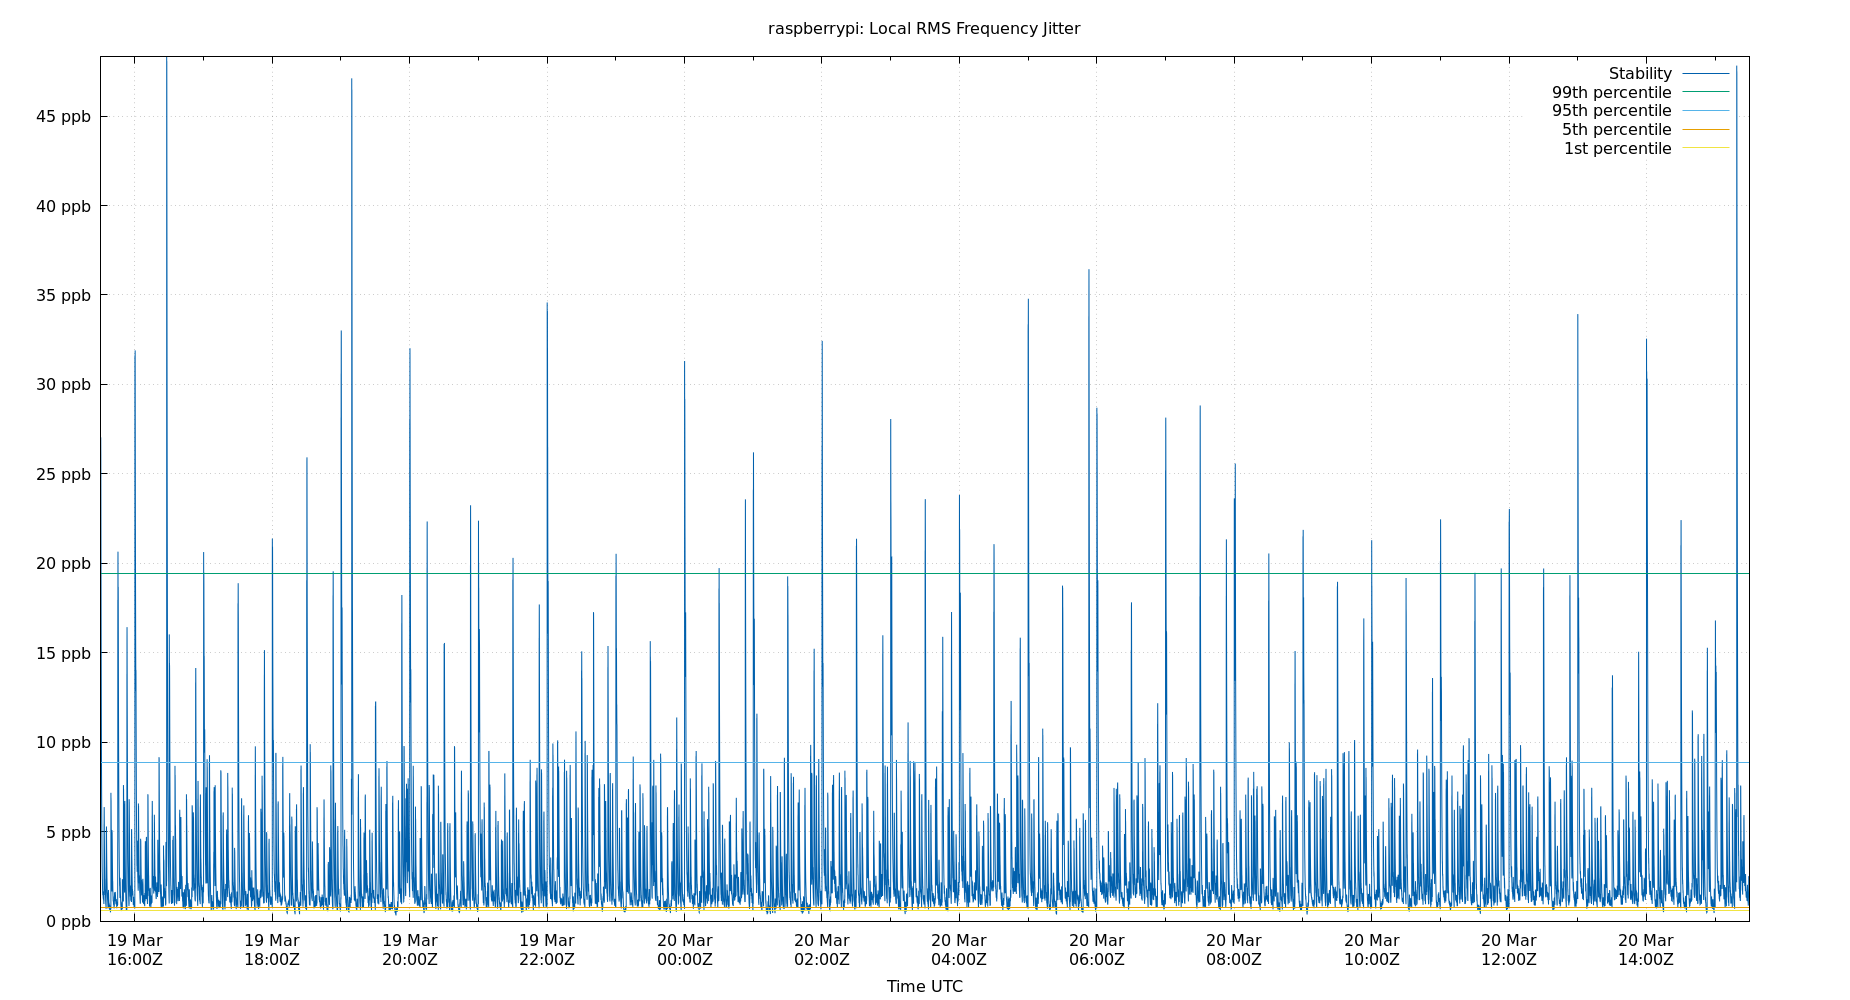 raspberrypi: Local RMS Frequency Jitter
Stability
99th percentile
95th percentile
5th percentile
1st percentile
45 ppb
40 ppb
35 ppb
30 ppb
25 ppb
20 ppb
15 ppb
10 ppb
5 ppb
0 ppb
19 Mar 19 Mar 19 Mar 19 Mar 20 Mar 20 Mar 20 Mar 20 Mar 20 Mar 20 Mar 20 Mar 20 Mar
16:00Z 18:00Z 20:00Z 22:00Z 00:00Z 02:00Z 04:00Z 06:00Z 08:00Z 10:00Z 12:00Z 14:00Z
Time UTC